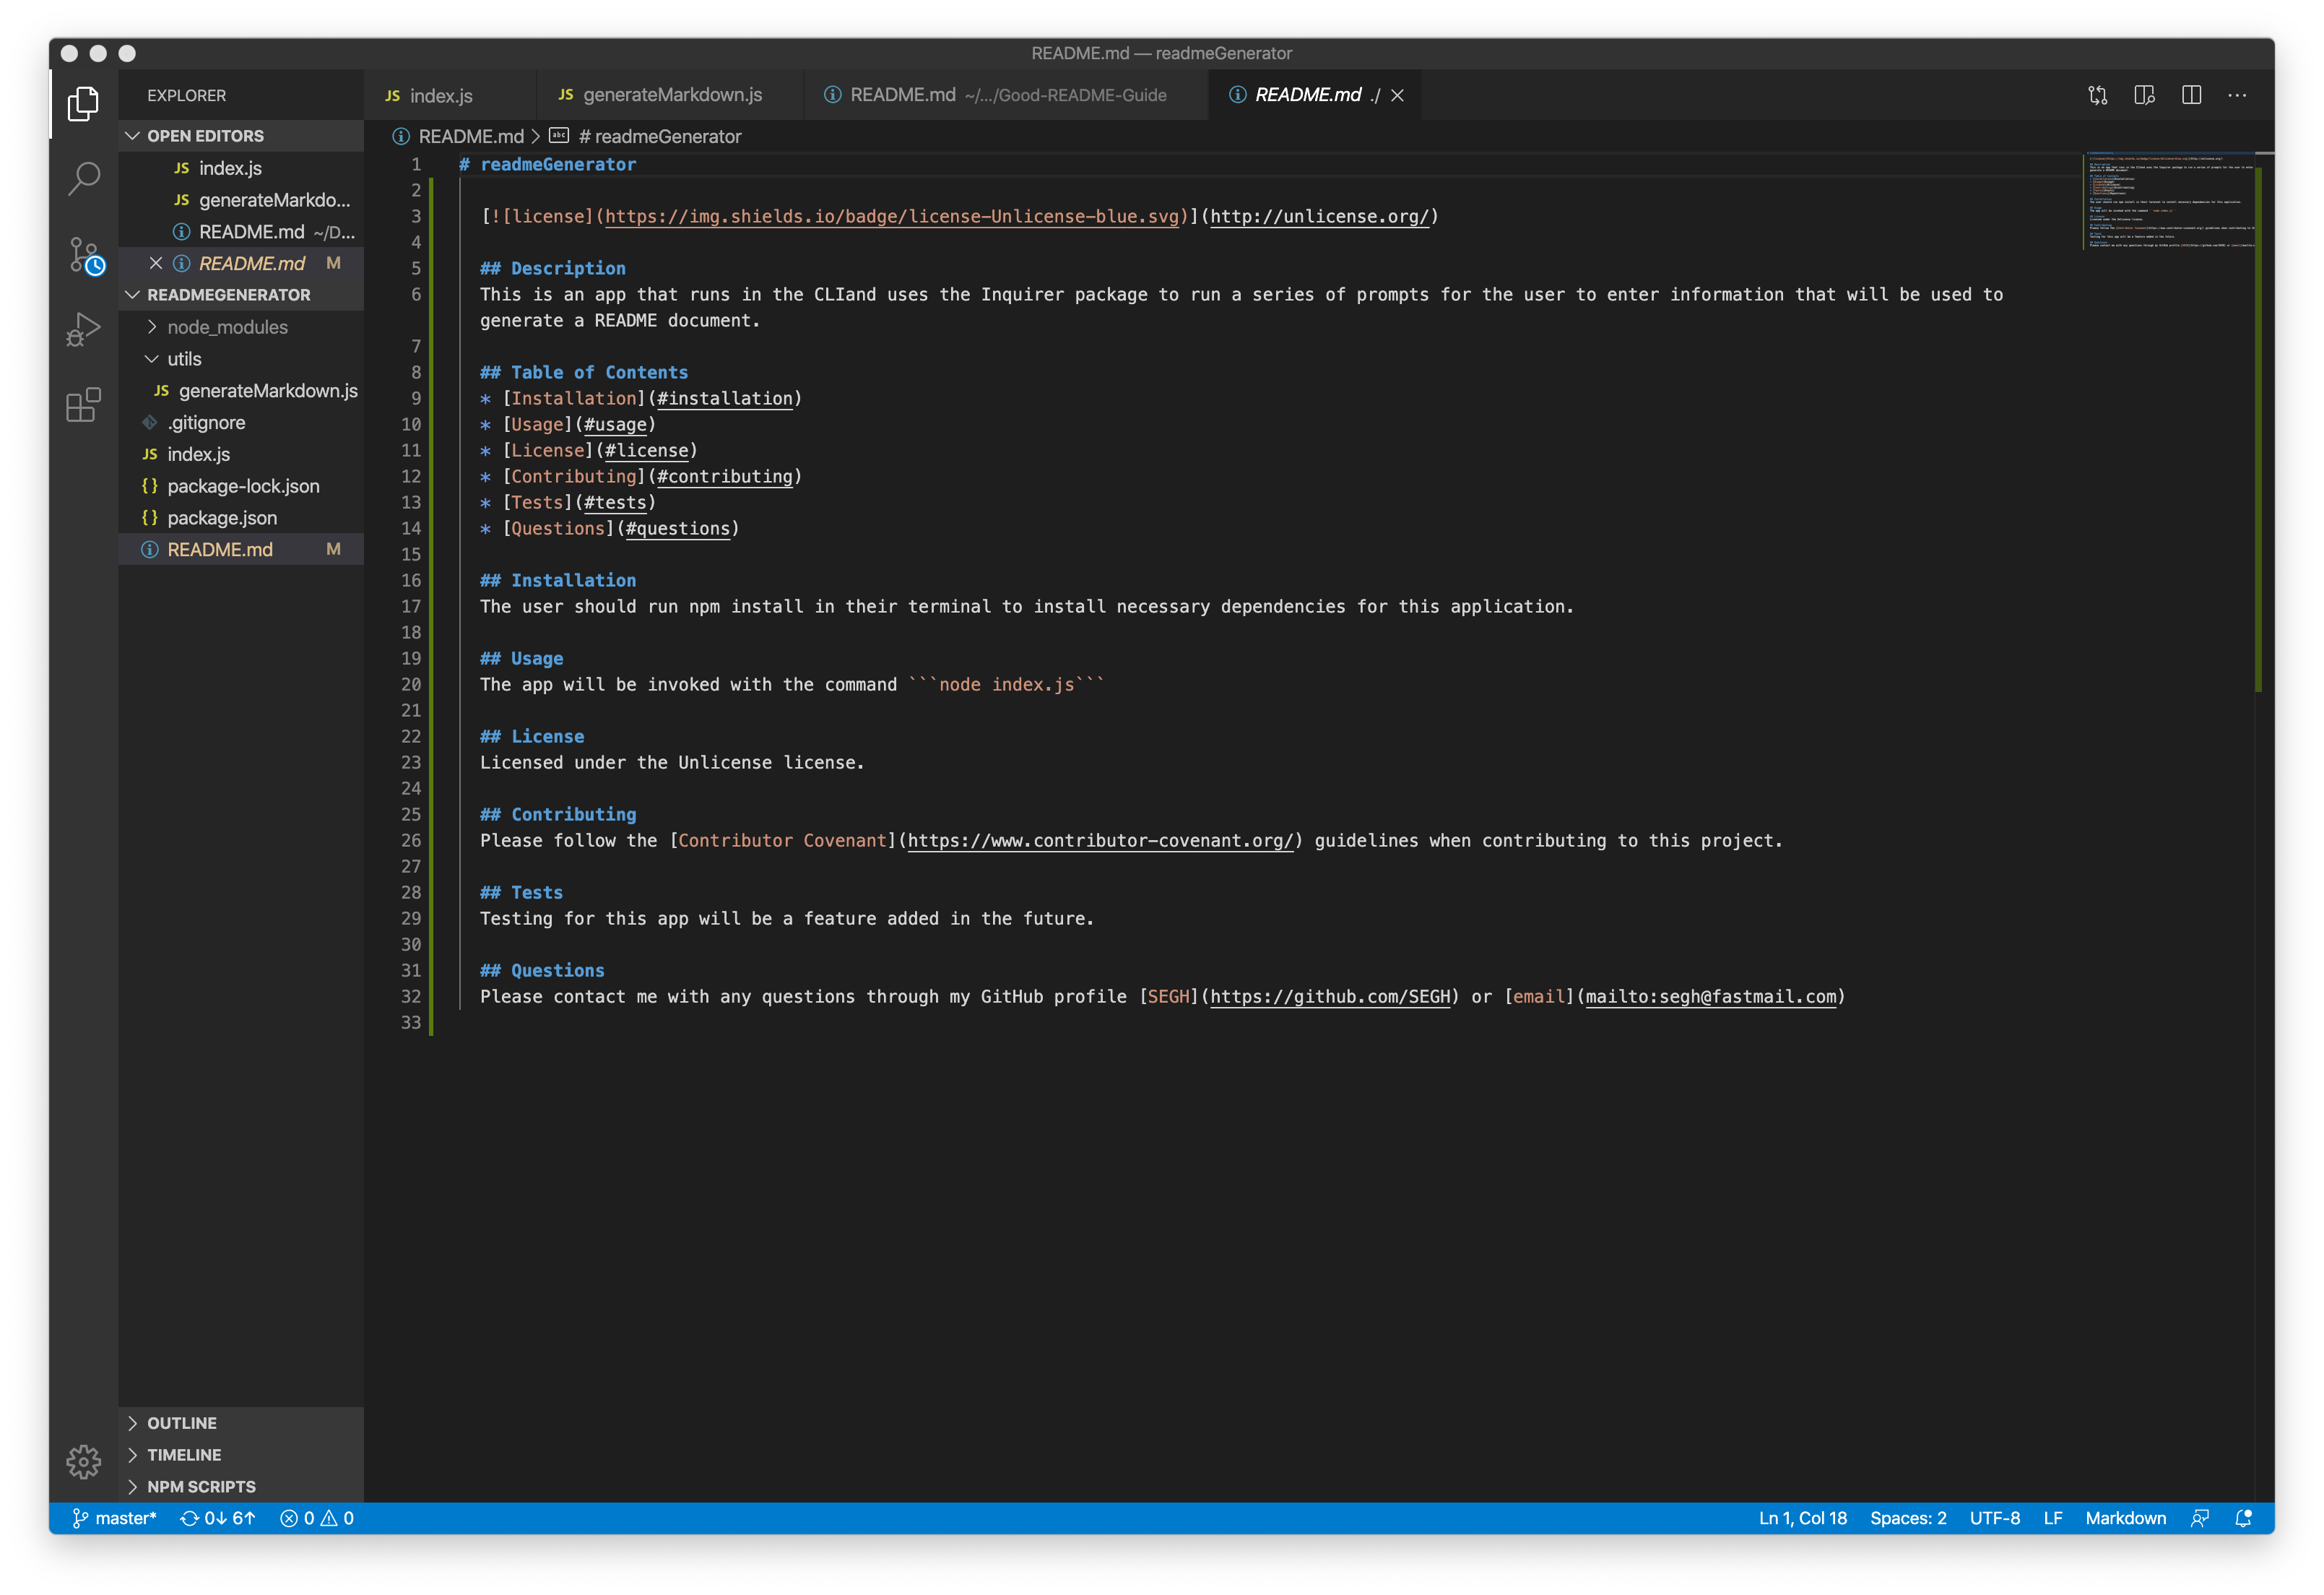 README.md — readmeGenerator
EXPLORER
JS index.js
JS generateMarkdown.js
README.md ~/.../Good-README-Guide
README.md ./
OPEN EDITORS
JS index.js
JS generateMarkdo...
README.md ~/D...
README.md M
READMEGENERATOR
node_modules
utils
JS generateMarkdown.js
.gitignore
JS index.js
{} package-lock.json
{} package.json
README.md M
OUTLINE
TIMELINE
NPM SCRIPTS
README.md > abc # readmeGenerator
1 # readmeGenerator
2
3 [![license](https://img.shields.io/badge/license-Unlicense-blue.svg)](http://unlicense.org/)
4
5 ## Description
6 This is an app that runs in the CLIand uses the Inquirer package to run a series of prompts for the user to enter information that will be used to
generate a README document.
7
8 ## Table of Contents
9 * [Installation](#installation)
10 * [Usage](#usage)
11 * [License](#license)
12 * [Contributing](#contributing)
13 * [Tests](#tests)
14 * [Questions](#questions)
15
16 ## Installation
17 The user should run npm install in their terminal to install necessary dependencies for this application.
18
19 ## Usage
20 The app will be invoked with the command ```node index.js```
21
22 ## License
23 Licensed under the Unlicense license.
24
25 ## Contributing
26 Please follow the [Contributor Covenant](https://www.contributor-covenant.org/) guidelines when contributing to this project.
27
28 ## Tests
29 Testing for this app will be a feature added in the future.
30
31 ## Questions
32 Please contact me with any questions through my GitHub profile [SEGH](https://github.com/SEGH) or [email](mailto:segh@fastmail.com)
33
master* 0↓ 6↑ 0 0
Ln 1, Col 18 Spaces: 2 UTF-8 LF Markdown